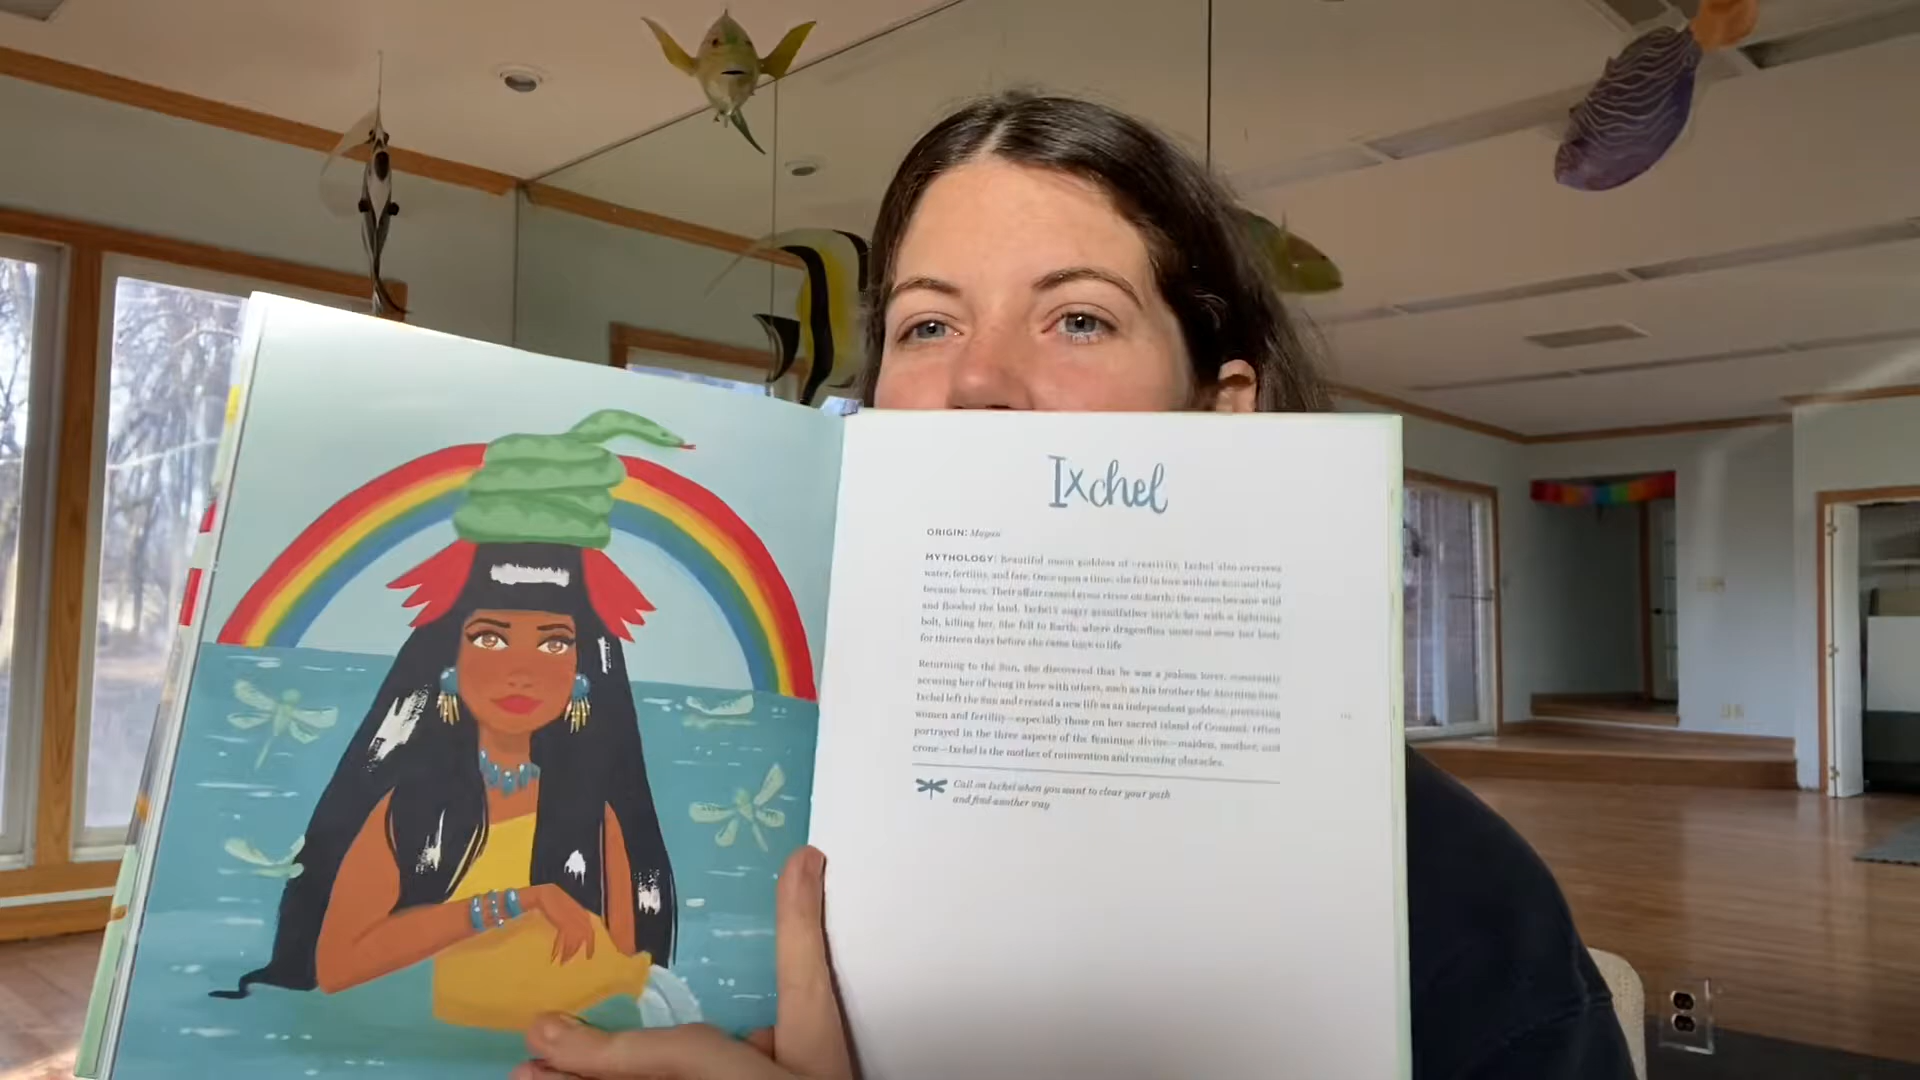 Ixchel
ORIGIN: Mayan
MYTHOLOGY: Beautiful moon goddess of creativity, Ixchel also oversees
water, fertility, and fate. Once upon a time, she fell in love with the Sun and they
became lovers. Their affair caused great crises on Earth: the waves became wild
and flooded the land. Ixchel's angry grandfather struck her with a lightning
bolt, killing her. She fell to Earth, where dragonflies over her body
for thirteen days before she came back to life.
Returning to the Sun, she discovered that he was a jealous lover, constantly
accusing her of being in love with others, such as his brother the Morning Star.
Ixchel left the Sun and created a new life as an independent goddess, protecting
women and fertility—especially those on her sacred island of Cozumel. Often
portrayed in the three aspects of the feminine divine—maiden, mother, and
crone—Ixchel is the mother of reinvention and removing obstacles.
Call on Ixchel when you want to clear your path
and find another way